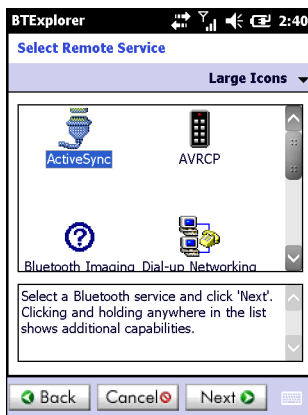 BTExplorer 2:40
Select Remote Service
Large Icons
ActiveSync AVRCP
Bluetooth Imaging Dial-up Networking
Select a Bluetooth service and click 'Next'.
Clicking and holding anywhere in the list
shows additional capabilities.
Back Cancel Next